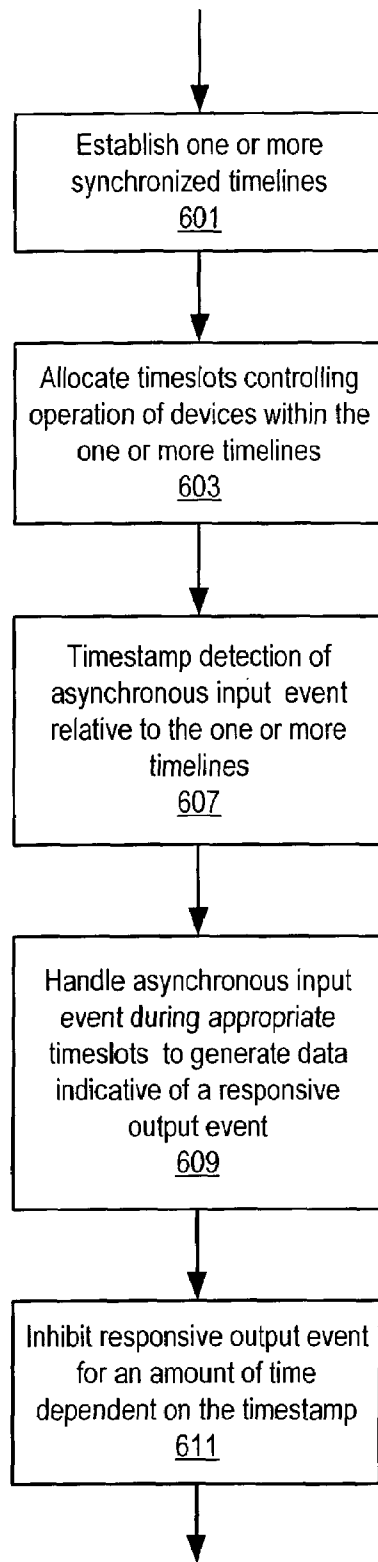 Establish one or more
synchronized timelines
601
Allocate timeslots controlling
operation of devices within the
one or more timelines
603
Timestamp detection of
asynchronous input event
relative to the one or more
timelines
607
Handle asynchronous input
event during appropriate
timeslots to generate data
indicative of a responsive
output event
609
Inhibit responsive output event
for an amount of time
dependent on the timestamp
611